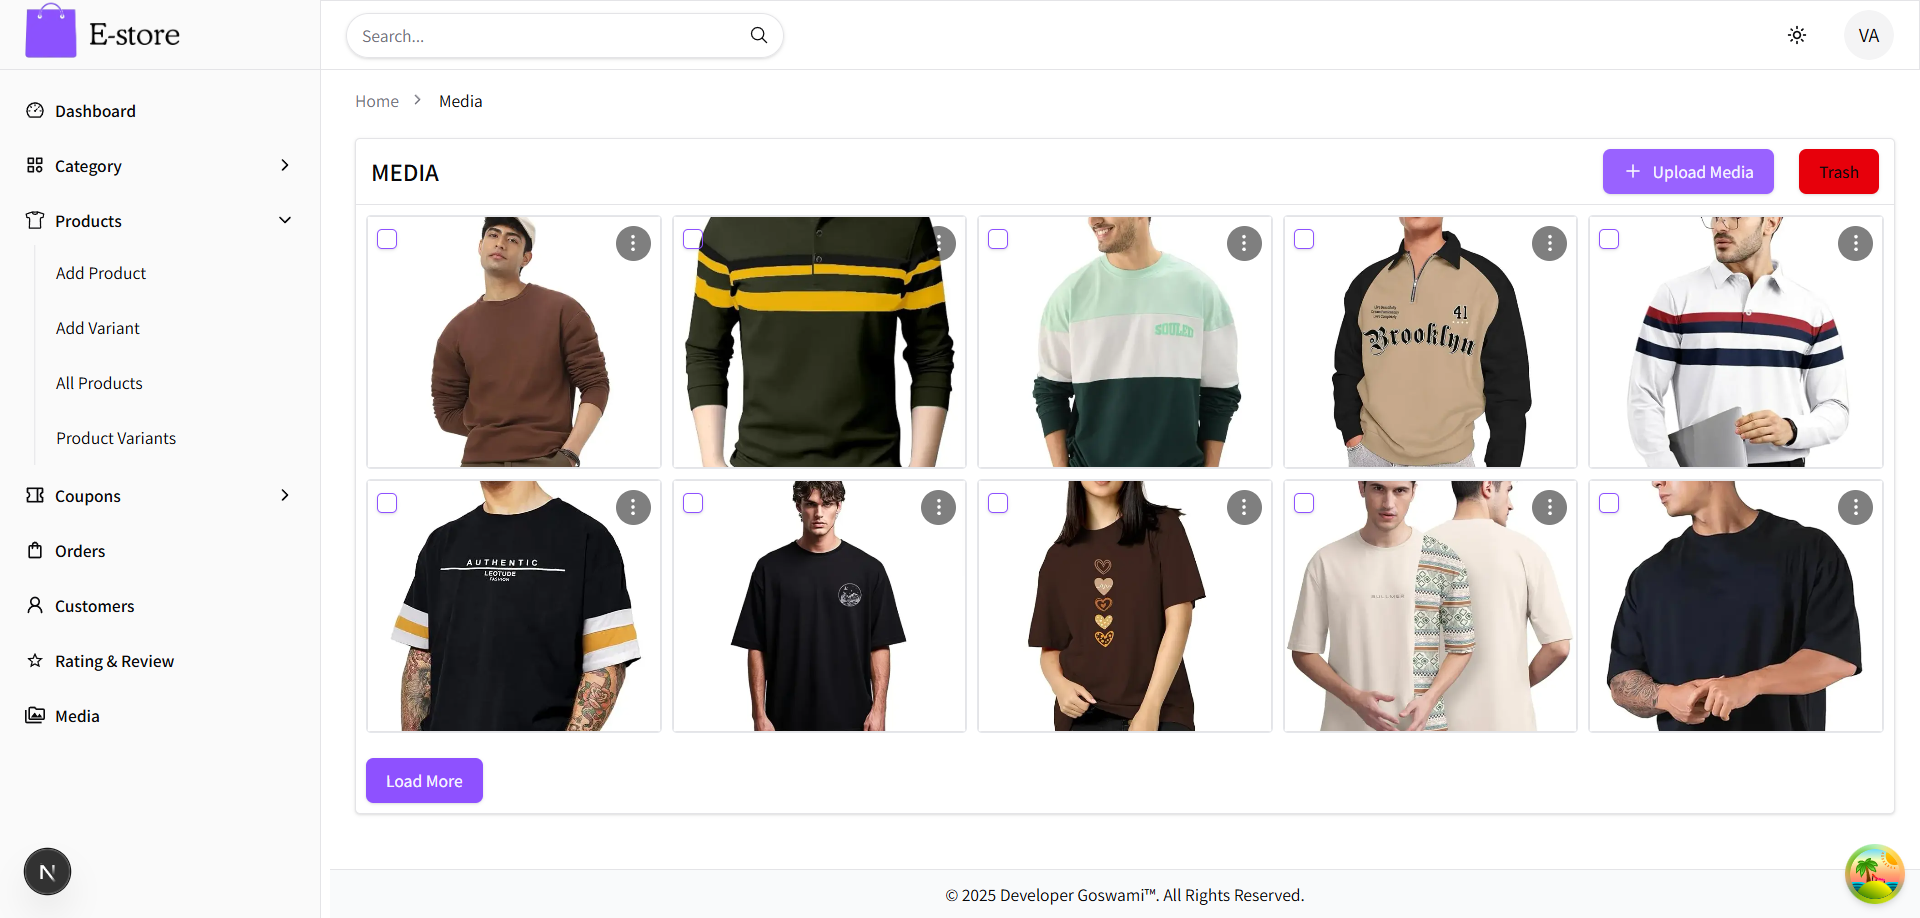 E-store
Search...
VA
Dashboard
Category
Products
Add Product
Add Variant
All Products
Product Variants
Coupons
Orders
Customers
Rating & Review
Media
Home
Media
MEDIA
Upload Media
Trash
SOULED
41
Brooklyn
AUTHENTIC
LEOTUDE
FASHION
Load More
N
© 2025 Developer Goswami™. All Rights Reserved.